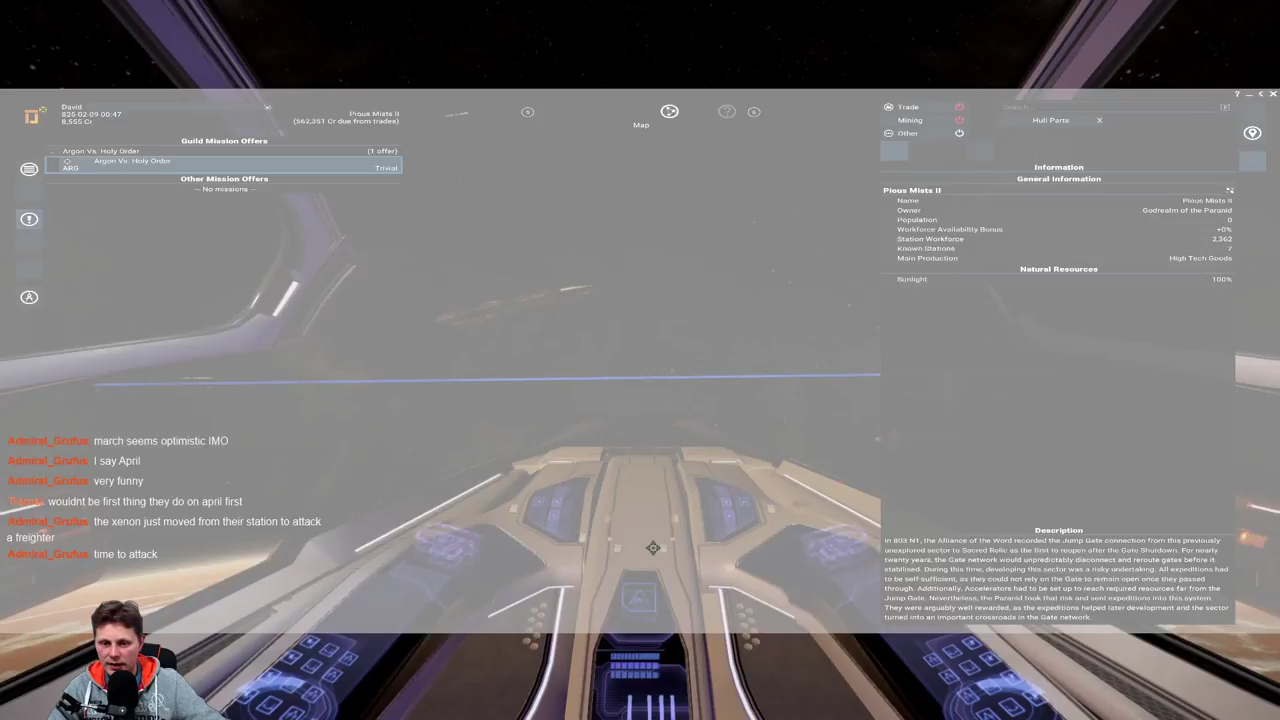 David
825-02-09 00:47
8,555 Cr
Pious Mists II
(562,351 Cr due from trades)
Map
Guild Mission Offers
Argon Vs. Holy Order (1 offer)
Argon Vs. Holy Order
ARG Trivial
Other Mission Offers
-- No missions --
Trade
Mining
Other
Search...
Hull Parts X
Information
General Information
Pious Mists II
Name Pious Mists II
Owner Godrealm of the Paranid
Population 0
Workforce Availability Bonus +0%
Station Workforce 2,362
Known Stations 7
Main Production High Tech Goods
Natural Resources
Sunlight 100%
Description
In 803 NT, the Alliance of the Word recorded the Jump Gate connection from this previously
unexplored sector to Sacred Relic as the first to reopen after the Gate Shutdown. For nearly
twenty years, the Gate network would unpredictably disconnect and reroute gates before it
stabilised. During this time, developing this sector was a risky undertaking. All expeditions had
to be self-sufficient, as they could not rely on the Gate to remain open once they passed
through. Additionally, Accelerators had to be set up to reach required resources far from the
Jump Gate. Nevertheless, the Paranid took that risk and sent expeditions into this system.
They were arguably well rewarded, as the expeditions helped later development and the sector
turned into an important crossroads in the Gate network.
Admiral_Grufus march seems optimistic IMO
Admiral_Grufus I say April
Admiral_Grufus very funny
wouldnt be first thing they do on april first
Admiral_Grufus the xenon just moved from their station to attack
a freighter
Admiral_Grufus time to attack